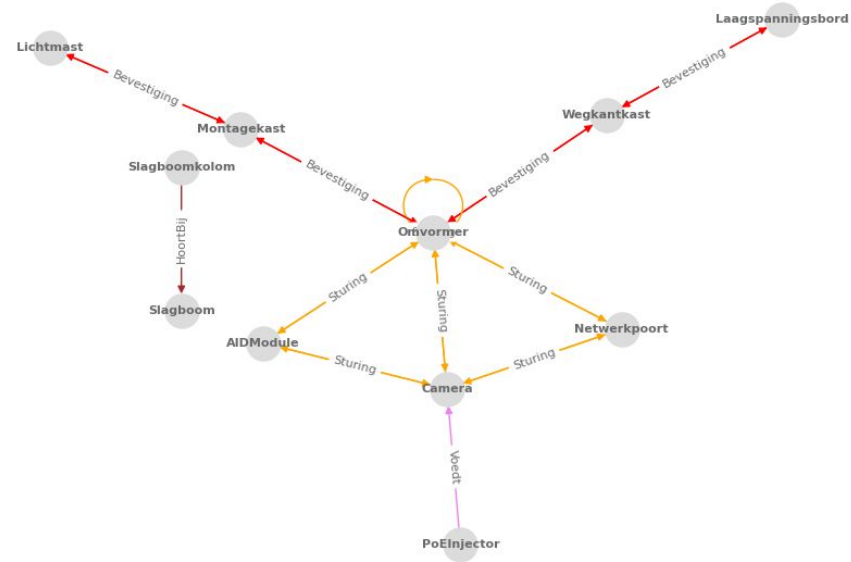 Laagspanningsbord
Lichtmast
Bevestiging
Bevestiging
Wegkantkast
Montagekast
Slagboomkolom
Bevestiging
Bevestiging
HoortBij
Omvormer
Sturing
Sturing
Sturing
Slagboom
Netwerkpoort
AIDModule
Sturing
Sturing
Camera
Voedt
PoEInjector